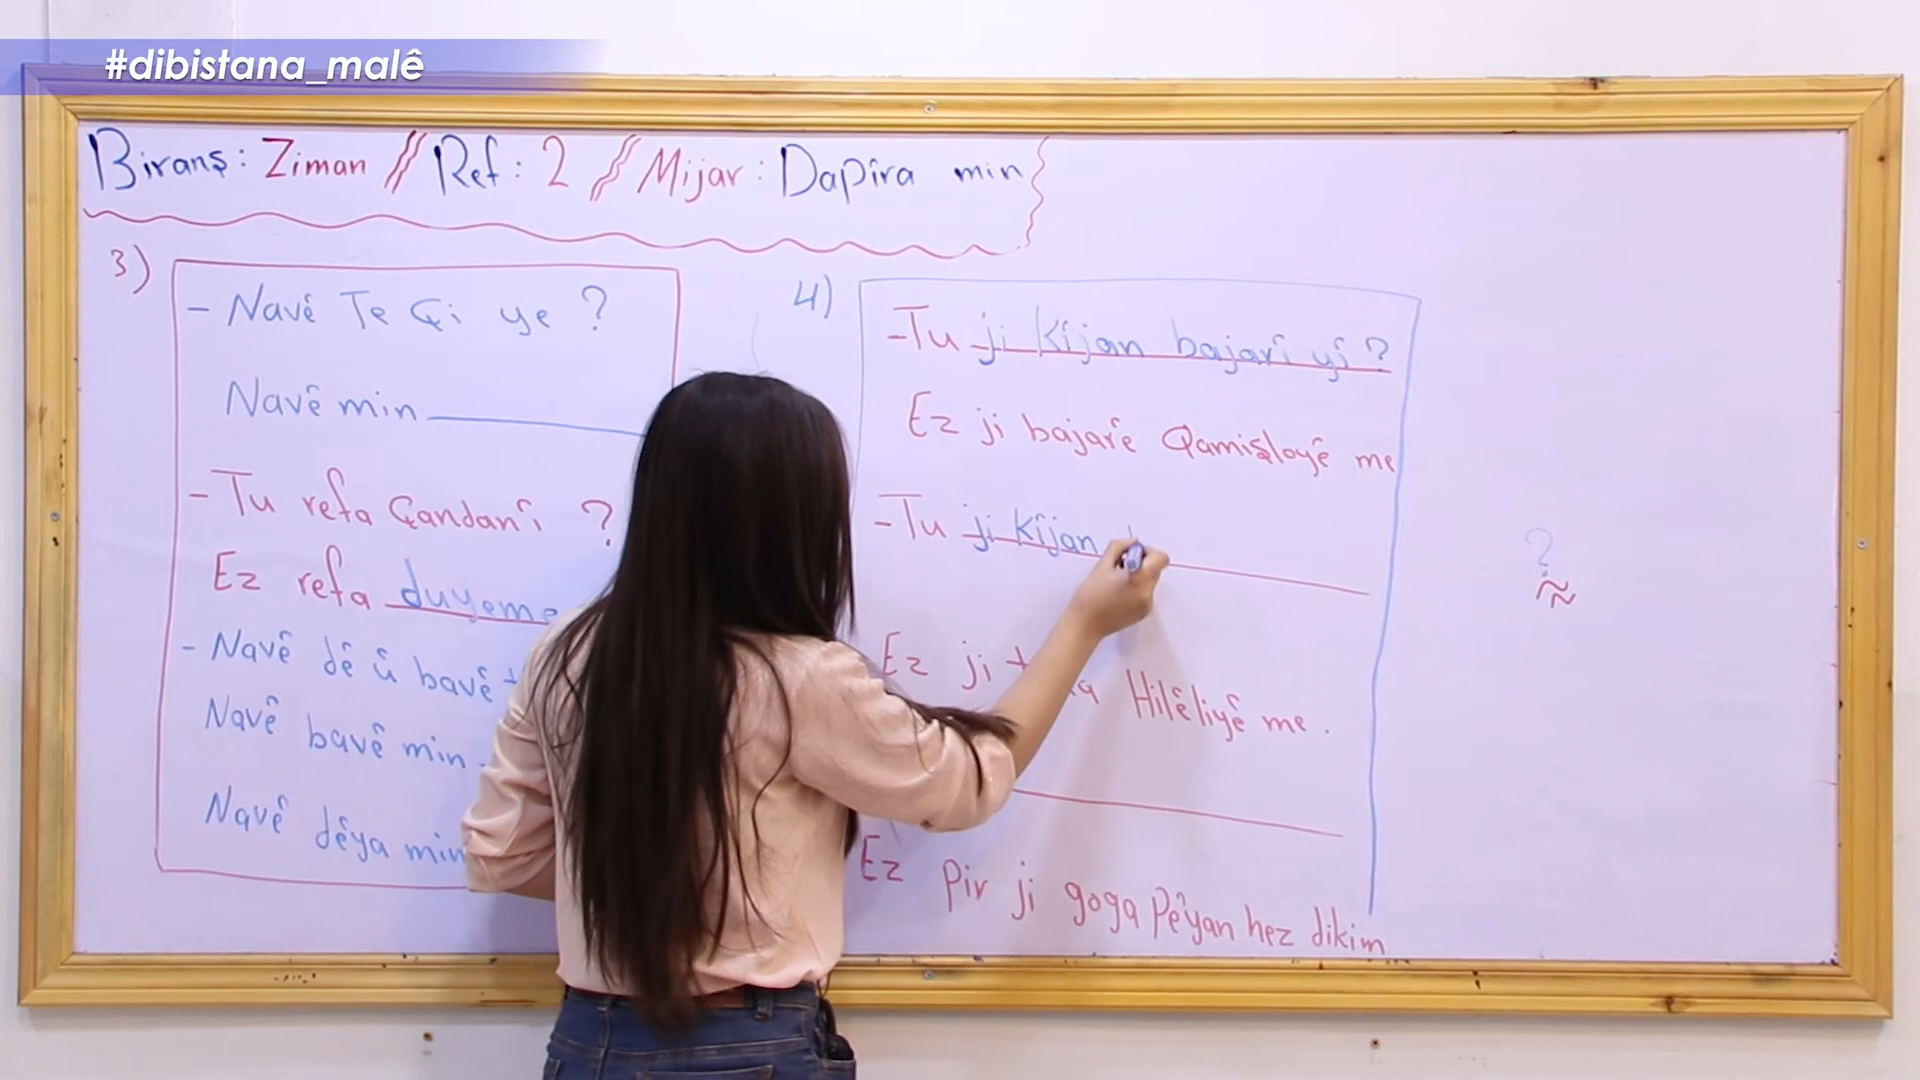 #dibistana_malê
Biranş: Ziman // Ref: 2 // Mijar: Dapîra min
3)
- Navê Te Çi ye ?
Navê min
- Tu refa Çandanî ?
Ez refa duyeme
- Navê dê û bavê
Navê bavê min
Navê dêya min
4)
-Tu ji Kîjan bajarî yî ?
Ez ji bajarê Qamişloyê me
-Tu ji Kîjan
Ez ji Hilêliyê me .
Ez pir ji goga pêyan hez dikim
?